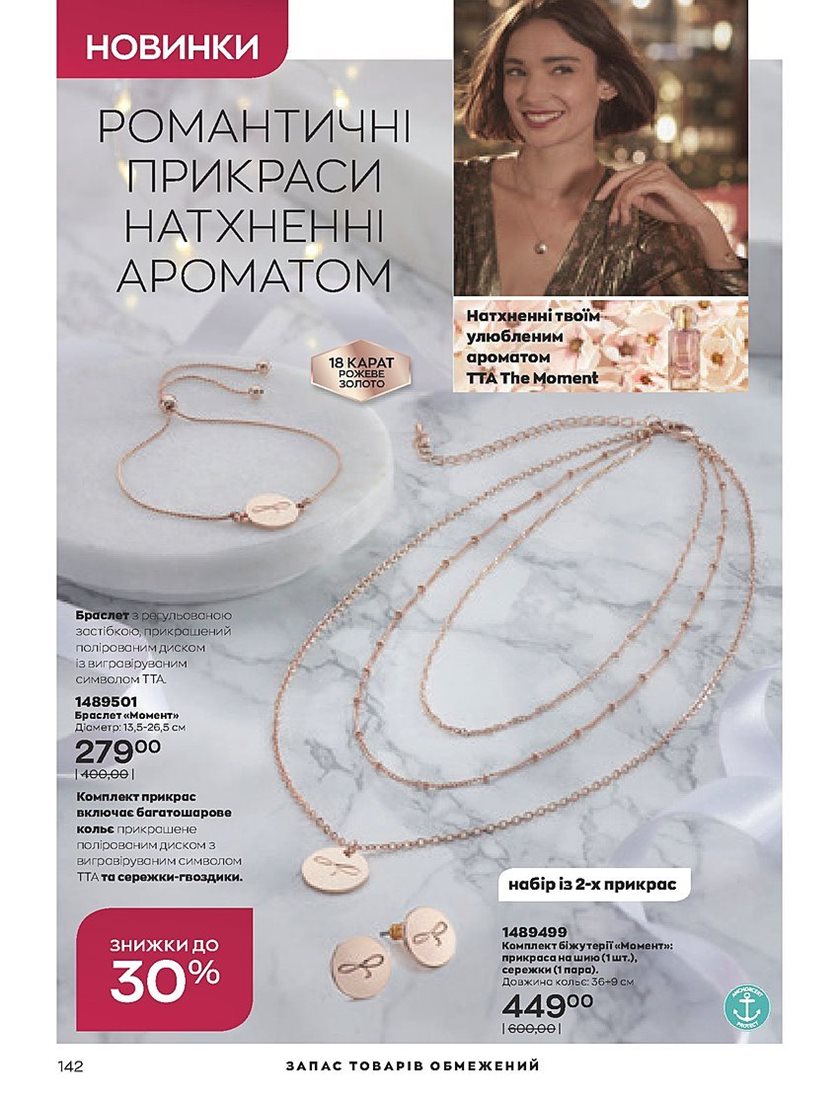 НОВИНКИ
РОМАНТИЧНІ
ПРИКРАСИ
НАТХНЕННІ
АРОМАТОМ
Натхненні твоїм
улюбленим
ароматом
TTA The Moment
18 КАРАТ
РОЖЕВЕ
ЗОЛОТО
Браслет з регульованою
застібкою, прикрашений
полірованим диском
із вигравіруваним
символом TTA.
1489501
Браслет «Момент»
Діаметр: 13,5-26,5 см
279⁰⁰
|400,00|
Комплект прикрас
включає багатошарове
кольє прикрашене
полірованим диском з
вигравіруваним символом
TTA та сережки-гвоздики.
ЗНИЖКИ ДО
30%
набір із 2-х прикрас
1489499
Комплект біжутерії «Момент»:
прикраса на шию (1 шт.),
сережки (1 пара).
Довжина кольє: 36+9 см
449⁰⁰
|600,00|
ANCHORCERT
PROTECT
142
ЗАПАС ТОВАРІВ ОБМЕЖЕНИЙ